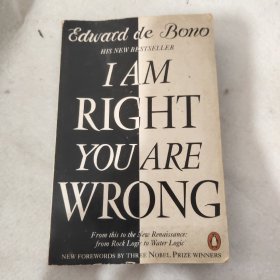 Edward de Bono
HIS NEW BESTSELLER
I AM
RIGHT
YOU ARE
WRONG
From this to the New Renaissance:
from Rock Logic to Water Logic
NEW FOREWORDS BY THREE NOBEL PRIZE WINNERS